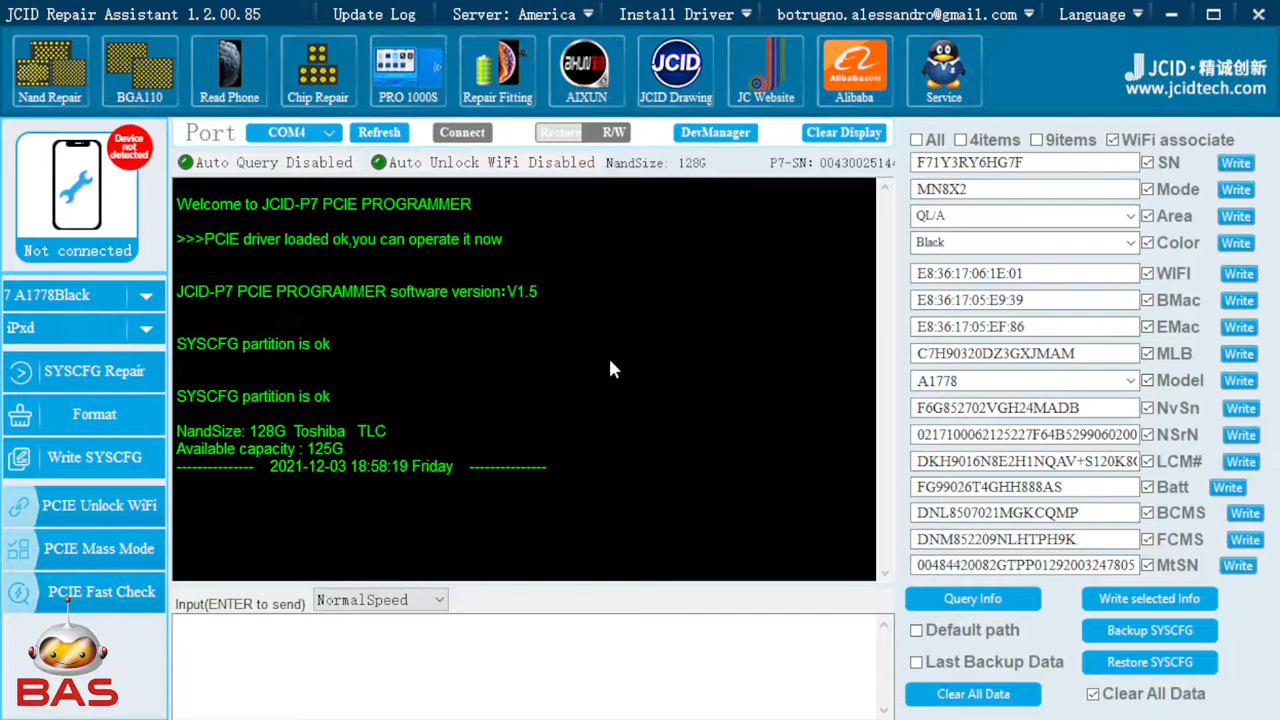 JCID Repair Assistant 1.2.00.85 Update Log Server: America Install Driver botrugno.alessandro@gmail.com Language
Nand Repair BGA110 Read Phone Chip Repair PRO 1000S Repair Fitting AIXUN JCID Drawing JC Website Alibaba Service
AIXUN
JCID
Alibaba.com
JCID·精诚创新
www.jcidtech.com
Device not detected
Not connected
7 A1778Black
iPxd
SYSCFG Repair
Format
Write SYSCFG
PCIE Unlock WiFi
PCIE Mass Mode
PCIE Fast Check
BAS
Port COM4 Refresh Connect Restore R/W DevManager Clear Display
Auto Query Disabled Auto Unlock WiFi Disabled NandSize: 128G P7-SN: 0043002514
Welcome to JCID-P7 PCIE PROGRAMMER
>>>PCIE driver loaded ok,you can operate it now
JCID-P7 PCIE PROGRAMMER software version:V1.5
SYSCFG partition is ok
SYSCFG partition is ok
NandSize: 128G Toshiba TLC
Available capacity : 125G
--------------- 2021-12-03 18:58:19 Friday ---------------
Input(ENTER to send) NormalSpeed
All 4items 9items WiFi associate
F71Y3RY6HG7F SN Write
MN8X2 Mode Write
QL/A Area Write
Black Color Write
E8:36:17:06:1E:01 WIFI Write
E8:36:17:05:E9:39 BMac Write
E8:36:17:05:EF:86 EMac Write
C7H90320DZ3GXJMAM MLB Write
A1778 Model Write
F6G852702VGH24MADB NvSn Write
0217100062125227F64B5299060200 NSrN Write
DKH9016N8E2H1NQAV+S120K8 LCM# Write
FG99026T4GHH888AS Batt Write
DNL8507021MGKCQMP BCMS Write
DNM852209NLHTPH9K FCMS Write
00484420082GTPP01292003247805 MtSN Write
Query Info Write selected Info
Default path Backup SYSCFG
Last Backup Data Restore SYSCFG
Clear All Data Clear All Data